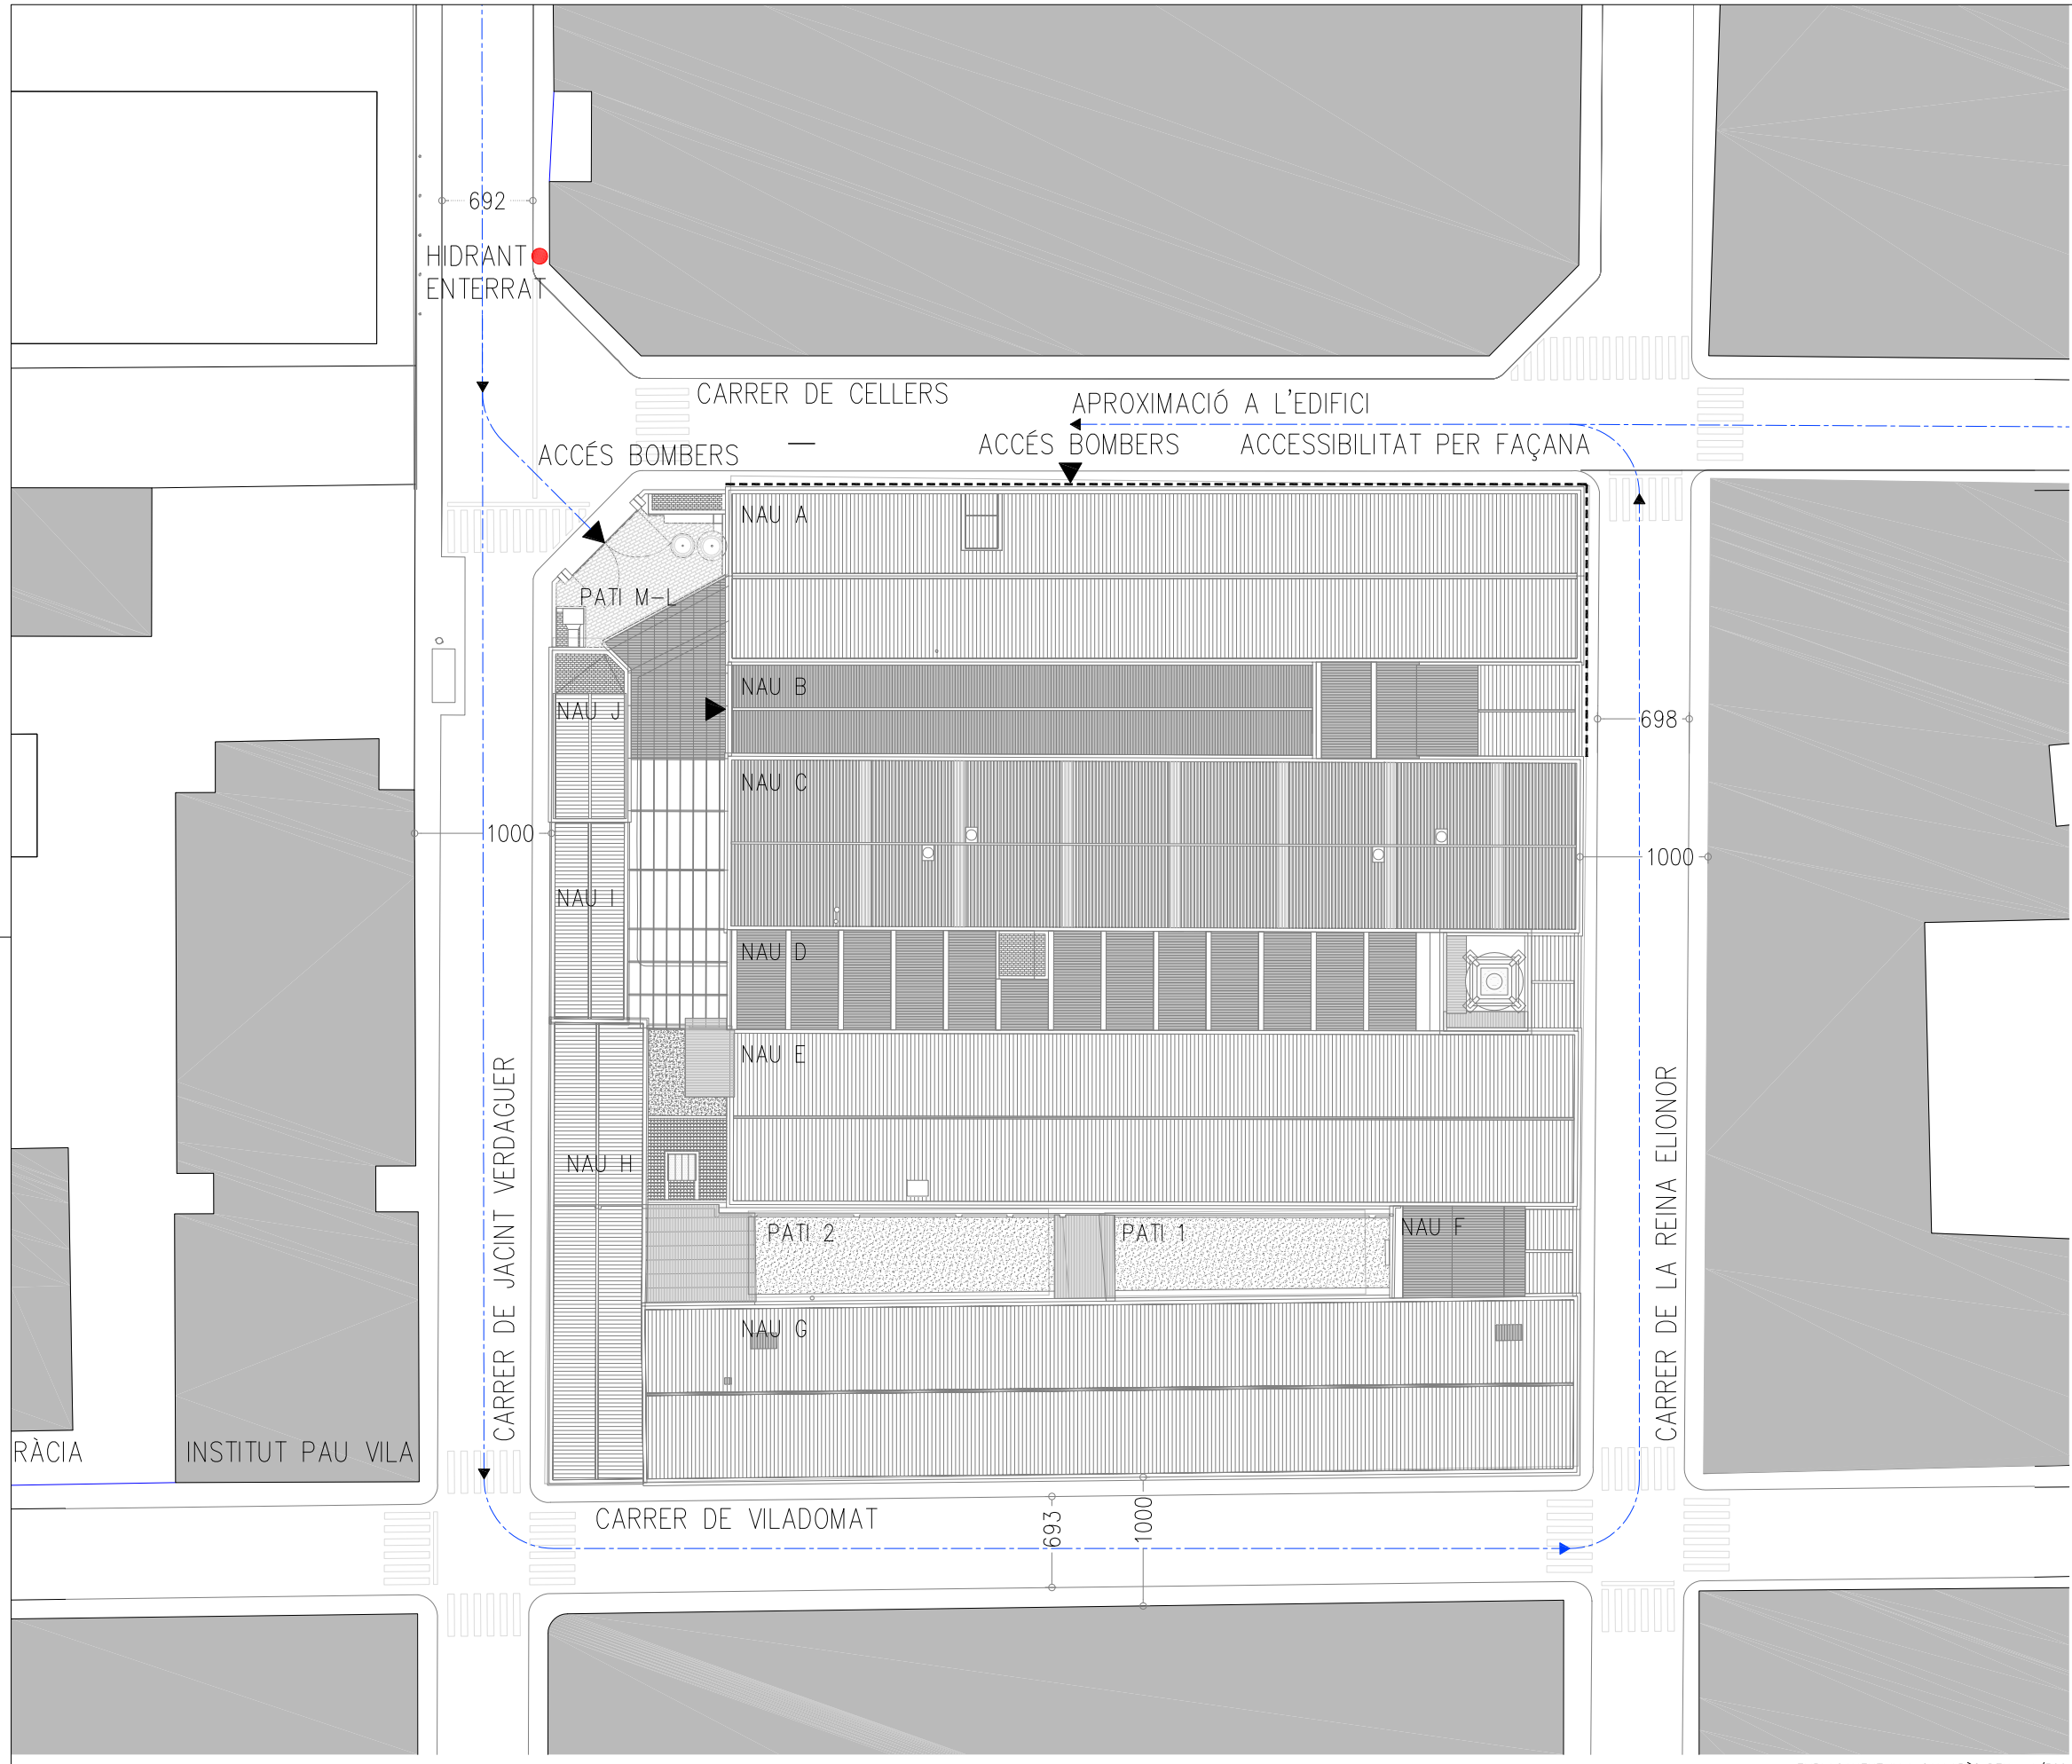 692
HIDRANT
ENTERRAT
CARRER DE CELLERS
APROXIMACIÓ A L'EDIFICI
ACCÉS BOMBERS
ACCÉS BOMBERS
ACCESSIBILITAT PER FAÇANA
NAU A
PATI M-L
NAU B
NAU J
698
NAU C
1000
1000
NAU I
NAU D
NAU E
CARRER DE JACINT VERDAGUER
CARRER DE LA REINA ELIONOR
NAU H
PATI 2
PATI 1
NAU F
NAU G
RÀCIA
INSTITUT PAU VILA
CARRER DE VILADOMAT
693
1000